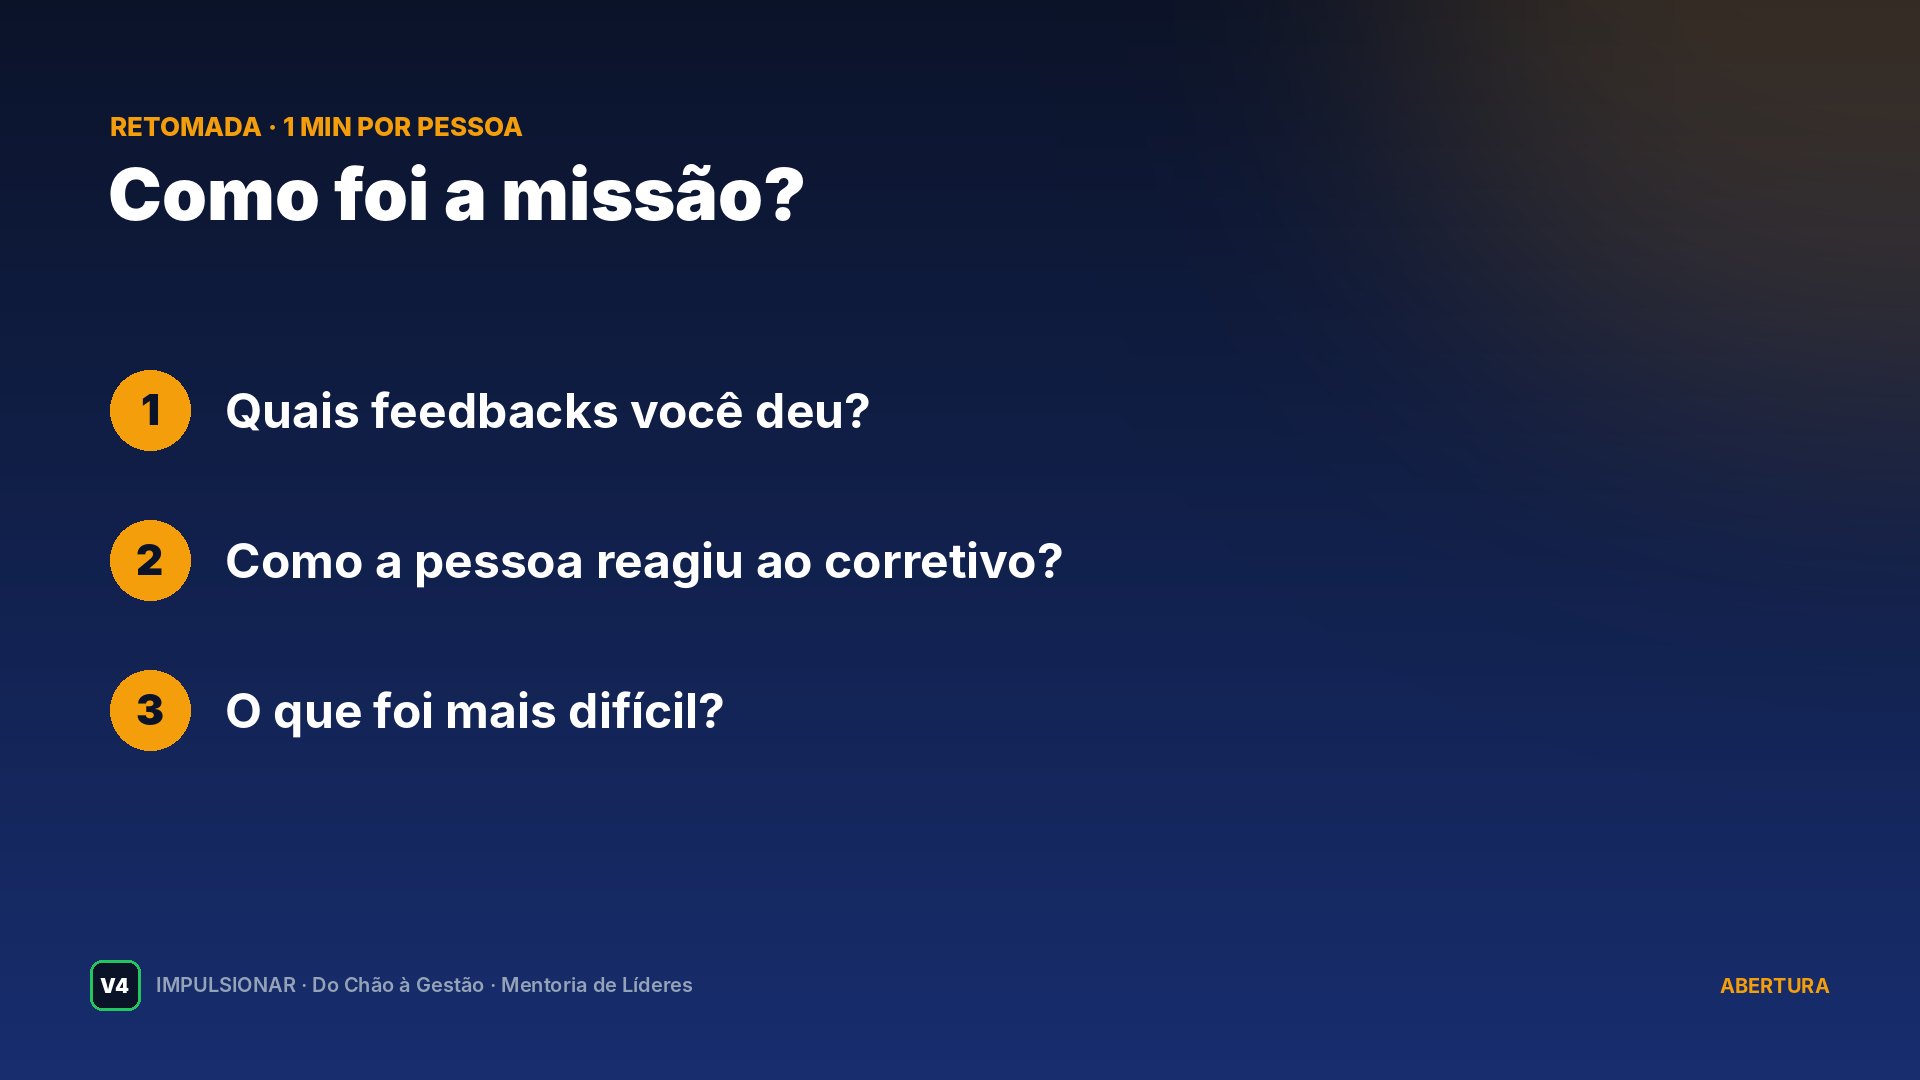 RETOMADA · 1 MIN POR PESSOA
Como foi a missão?
1 Quais feedbacks você deu?
2 Como a pessoa reagiu ao corretivo?
3 O que foi mais difícil?
V4 IMPULSIONAR · Do Chão à Gestão · Mentoria de Líderes
ABERTURA